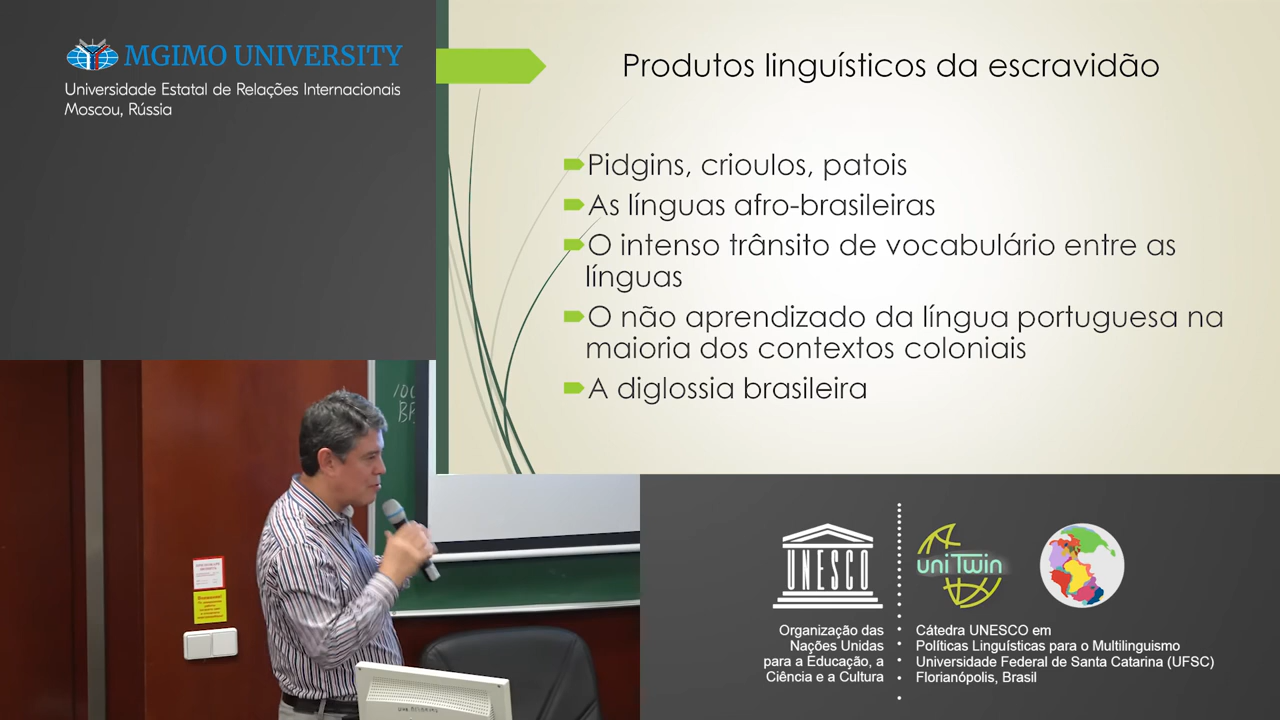 MGIMO UNIVERSITY
Universidade Estatal de Relações Internacionais
Moscou, Rússia
Produtos linguísticos da escravidão
Pidgins, crioulos, patois
As línguas afro-brasileiras
O intenso trânsito de vocabulário entre as
línguas
O não aprendizado da língua portuguesa na
maioria dos contextos coloniais
A diglossia brasileira
UNESCO
uniTwin
Organização das
Nações Unidas
para a Educação, a
Ciência e a Cultura
Cátedra UNESCO em
Políticas Linguísticas para o Multilinguismo
Universidade Federal de Santa Catarina (UFSC)
Florianópolis, Brasil